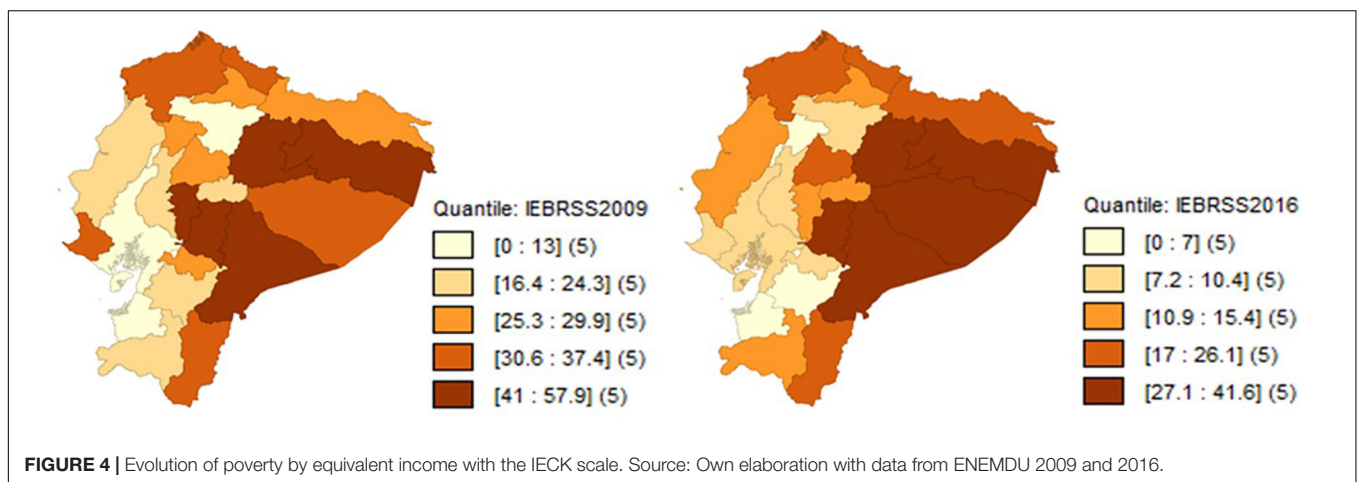 Quantile: IEBRSS2009
[0 : 13] (5)
[16.4 : 24.3] (5)
[25.3 : 29.9] (5)
[30.6 : 37.4] (5)
[41 : 57.9] (5)
Quantile: IEBRSS2016
[0 : 7] (5)
[7.2 : 10.4] (5)
[10.9 : 15.4] (5)
[17 : 26.1] (5)
[27.1 : 41.6] (5)
FIGURE 4 | Evolution of poverty by equivalent income with the IECK scale. Source: Own elaboration with data from ENEMDU 2009 and 2016.